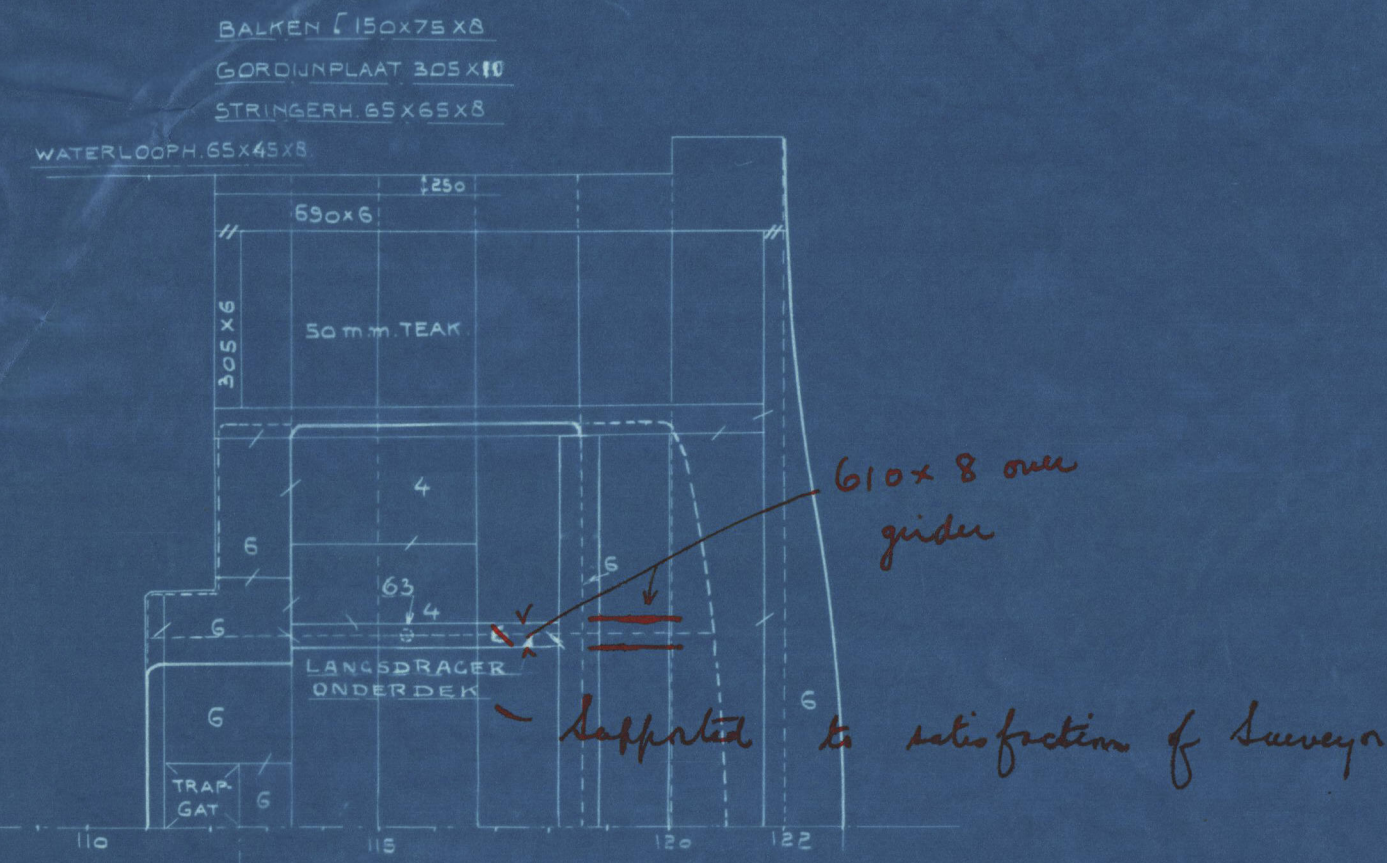 BALKEN [ 150x75x8
GORDIJNPLAAT 305x10
STRINGERH. 65x65x8
WATERLOOPH. 65x45x8
250
690x6
305x6
50 m.m. TEAK.
610 x 8 over
girder
4
6
6
63
4
6
LANGSDRAGER
ONDERDEK
6
6
Supported to satisfaction of Surveyor
TRAP-
GAT
6
110
115
120
122